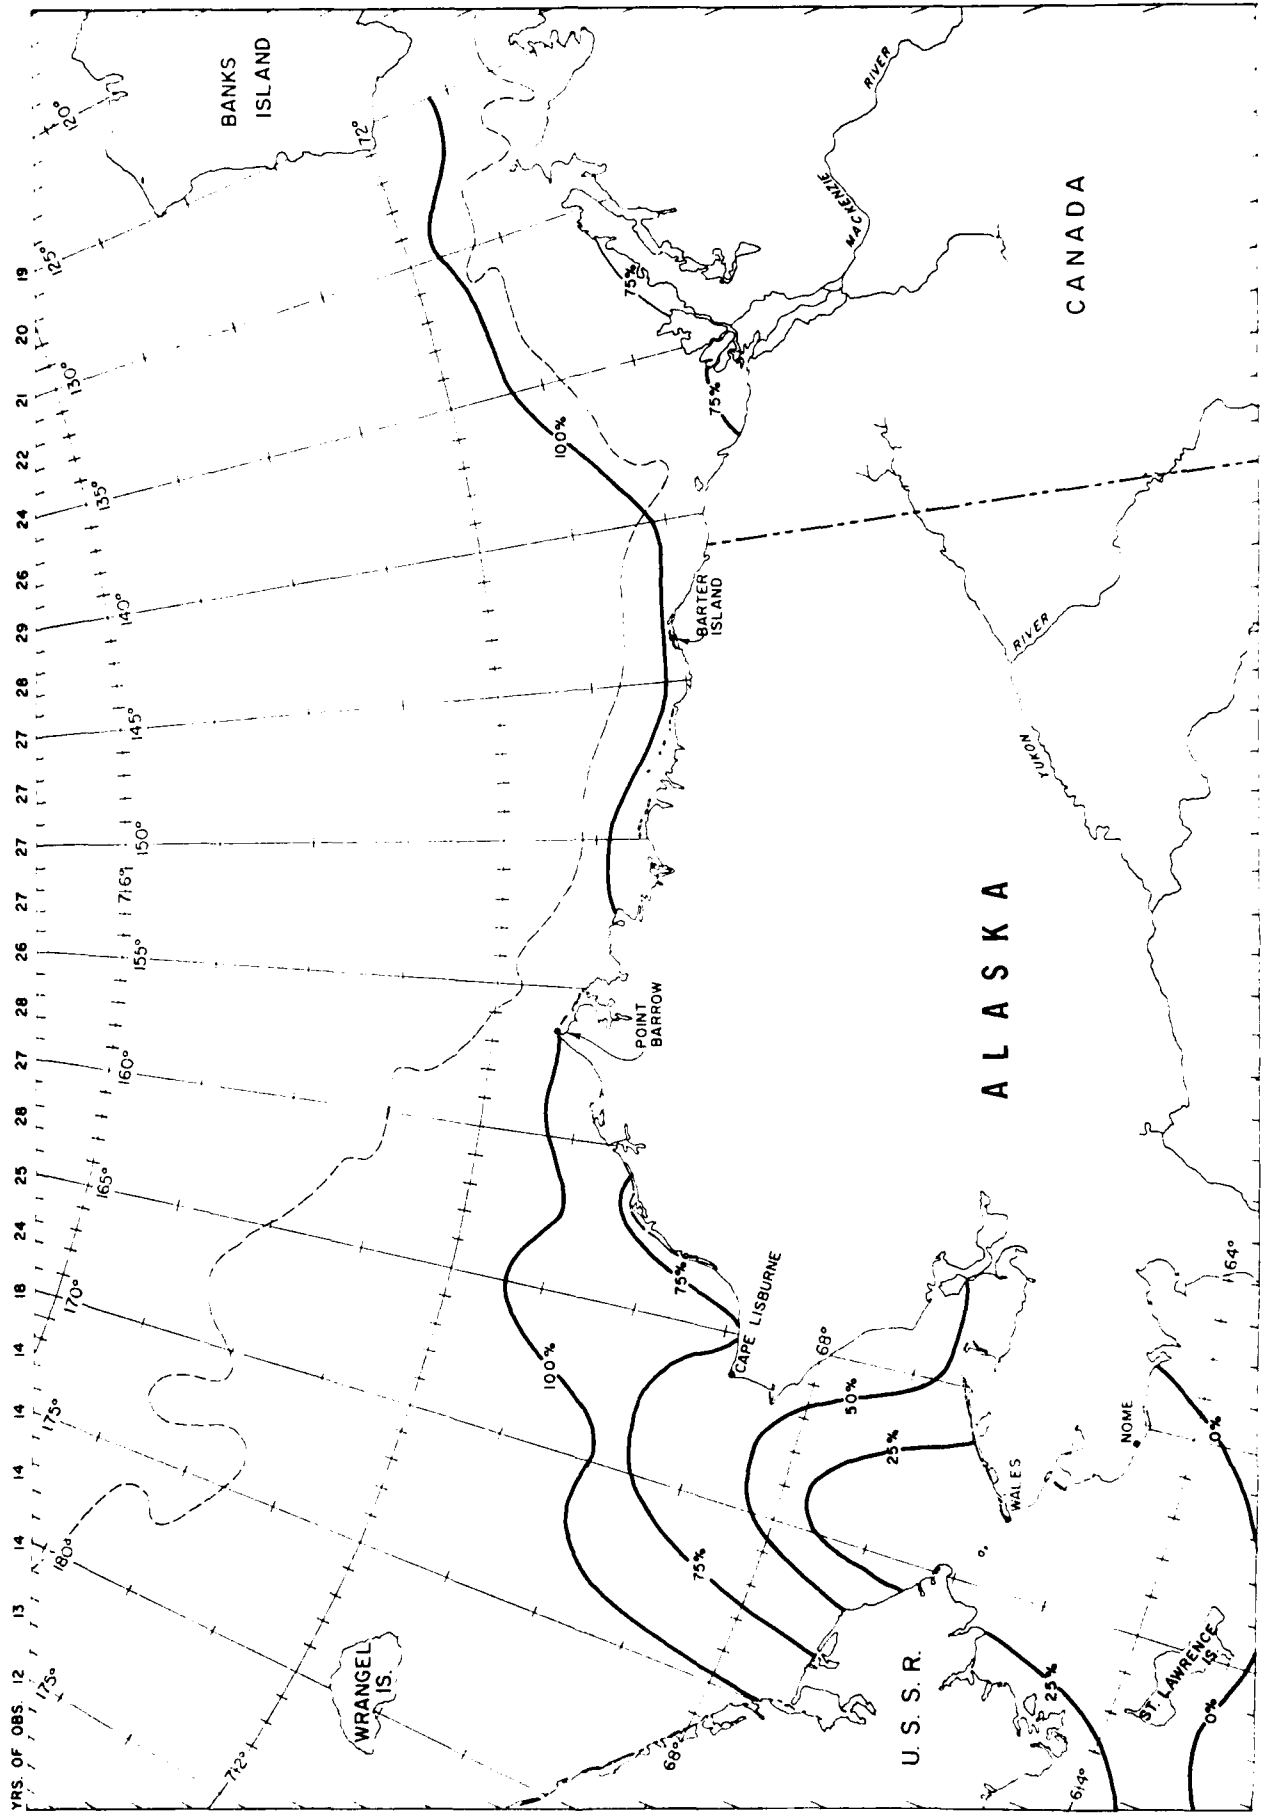 YRS. OF OBS. 12 13 14 14 14 14 18 24 25 28 27 28 26 27 27 27 27 28 29 26 24 22 21 20 19
175°
180°
175°
170°
165°
160°
155°
150°
145°
140°
135°
130°
125°
120°
76°
BANKS
ISLAND
72°
72°
WRANGEL
IS.
100%
100%
75%
75%
75%
75%
POINT
BARROW
BARTER
ISLAND
MACKENZIE
RIVER
CANADA
CAPE LISBURNE
68°
68°
50%
25%
U. S. S. R.
WALES
NOME
ALASKA
YUKON
RIVER
25%
ST. LAWRENCE
IS.
64°
64°
0%
0%